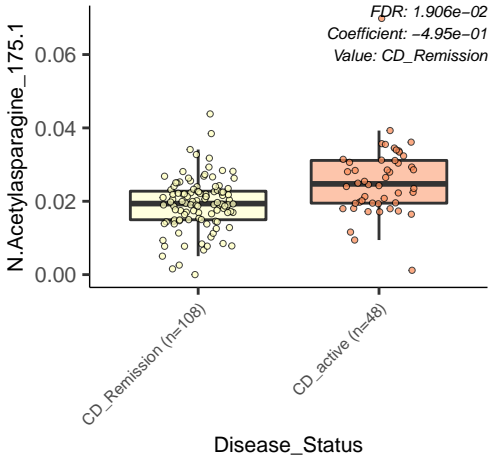 FDR: 1.906e−02
Coefficient: −4.95e−01
Value: CD_Remission
N.Acetylasparagine_175.1
0.06
0.04
0.02
0.00
CD_Remission (n=108)
CD_active (n=48)
Disease_Status